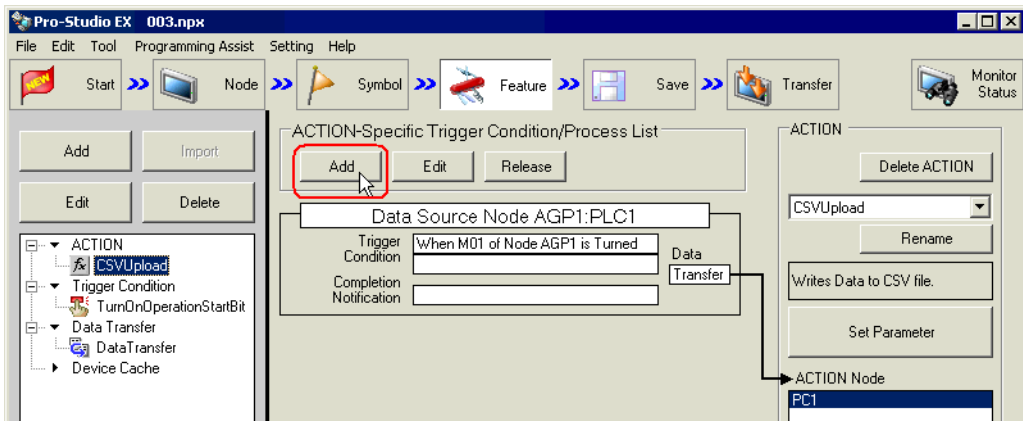 Pro-Studio EX 003.npx
File Edit Tool Programming Assist Setting Help
Start Node Symbol Feature Save Transfer Monitor Status
ACTION-Specific Trigger Condition/Process List
Add Edit Release
Add Import
Edit Delete
ACTION
CSVUpload
Trigger Condition
TurnOnOperationStartBit
Data Transfer
DataTransfer
Device Cache
Data Source Node AGP1:PLC1
Trigger Condition
When M01 of Node AGP1 is Turned
Completion Notification
Data
Transfer
ACTION
Delete ACTION
CSVUpload
Rename
Writes Data to CSV file.
Set Parameter
ACTION Node
PC1